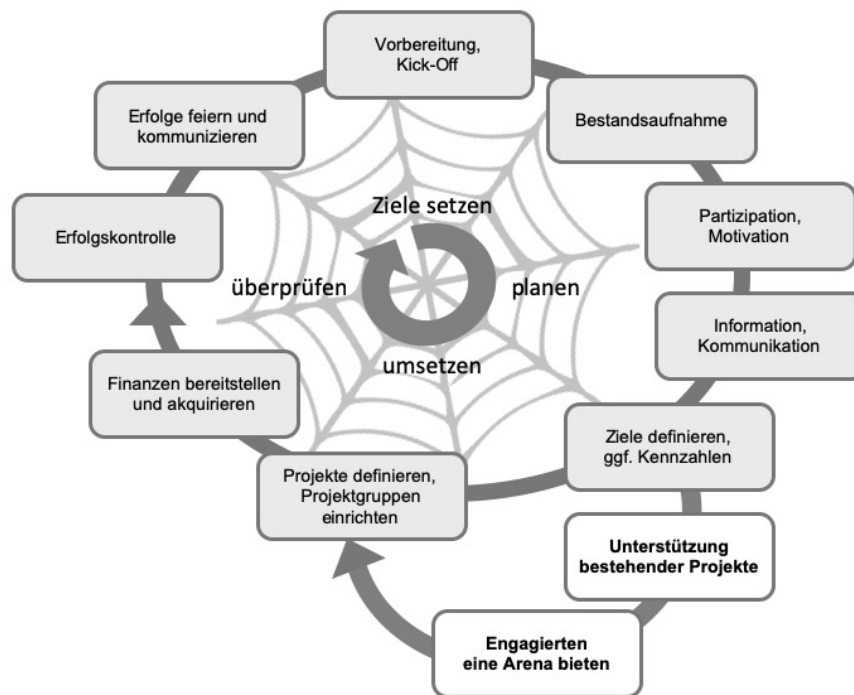 Vorbereitung,
Kick-Off
Bestandsaufnahme
Partizipation,
Motivation
Information,
Kommunikation
Ziele definieren,
ggf. Kennzahlen
Unterstützung
bestehender Projekte
Engagierten
eine Arena bieten
Projekte definieren,
Projektgruppen
einrichten
Finanzen bereitstellen
und akquirieren
Erfolgskontrolle
Erfolge feiern und
kommunizieren
Ziele setzen
planen
umsetzen
überprüfen